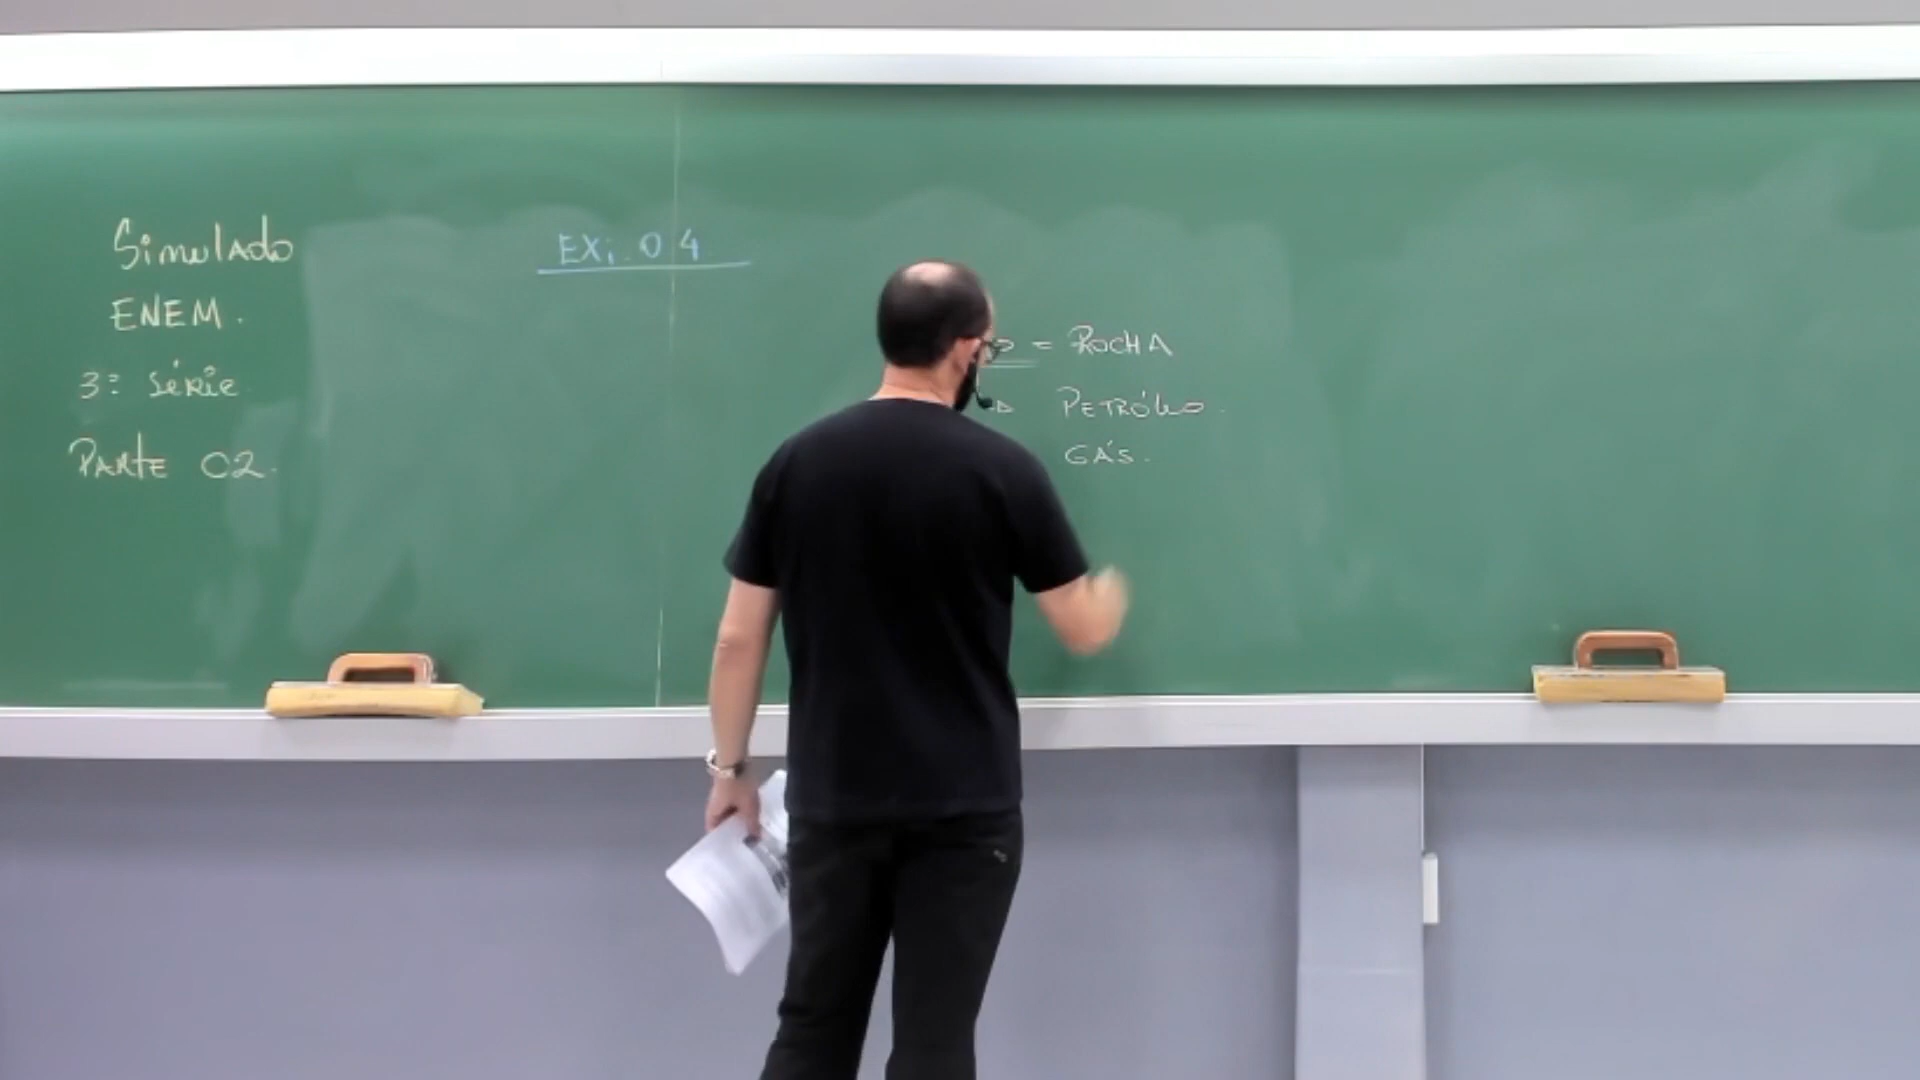 Simulado
ENEM.
3ª Série
Parte 02.
EXi. 04
= ROCHA
PETRÓLEO.
GÁS.